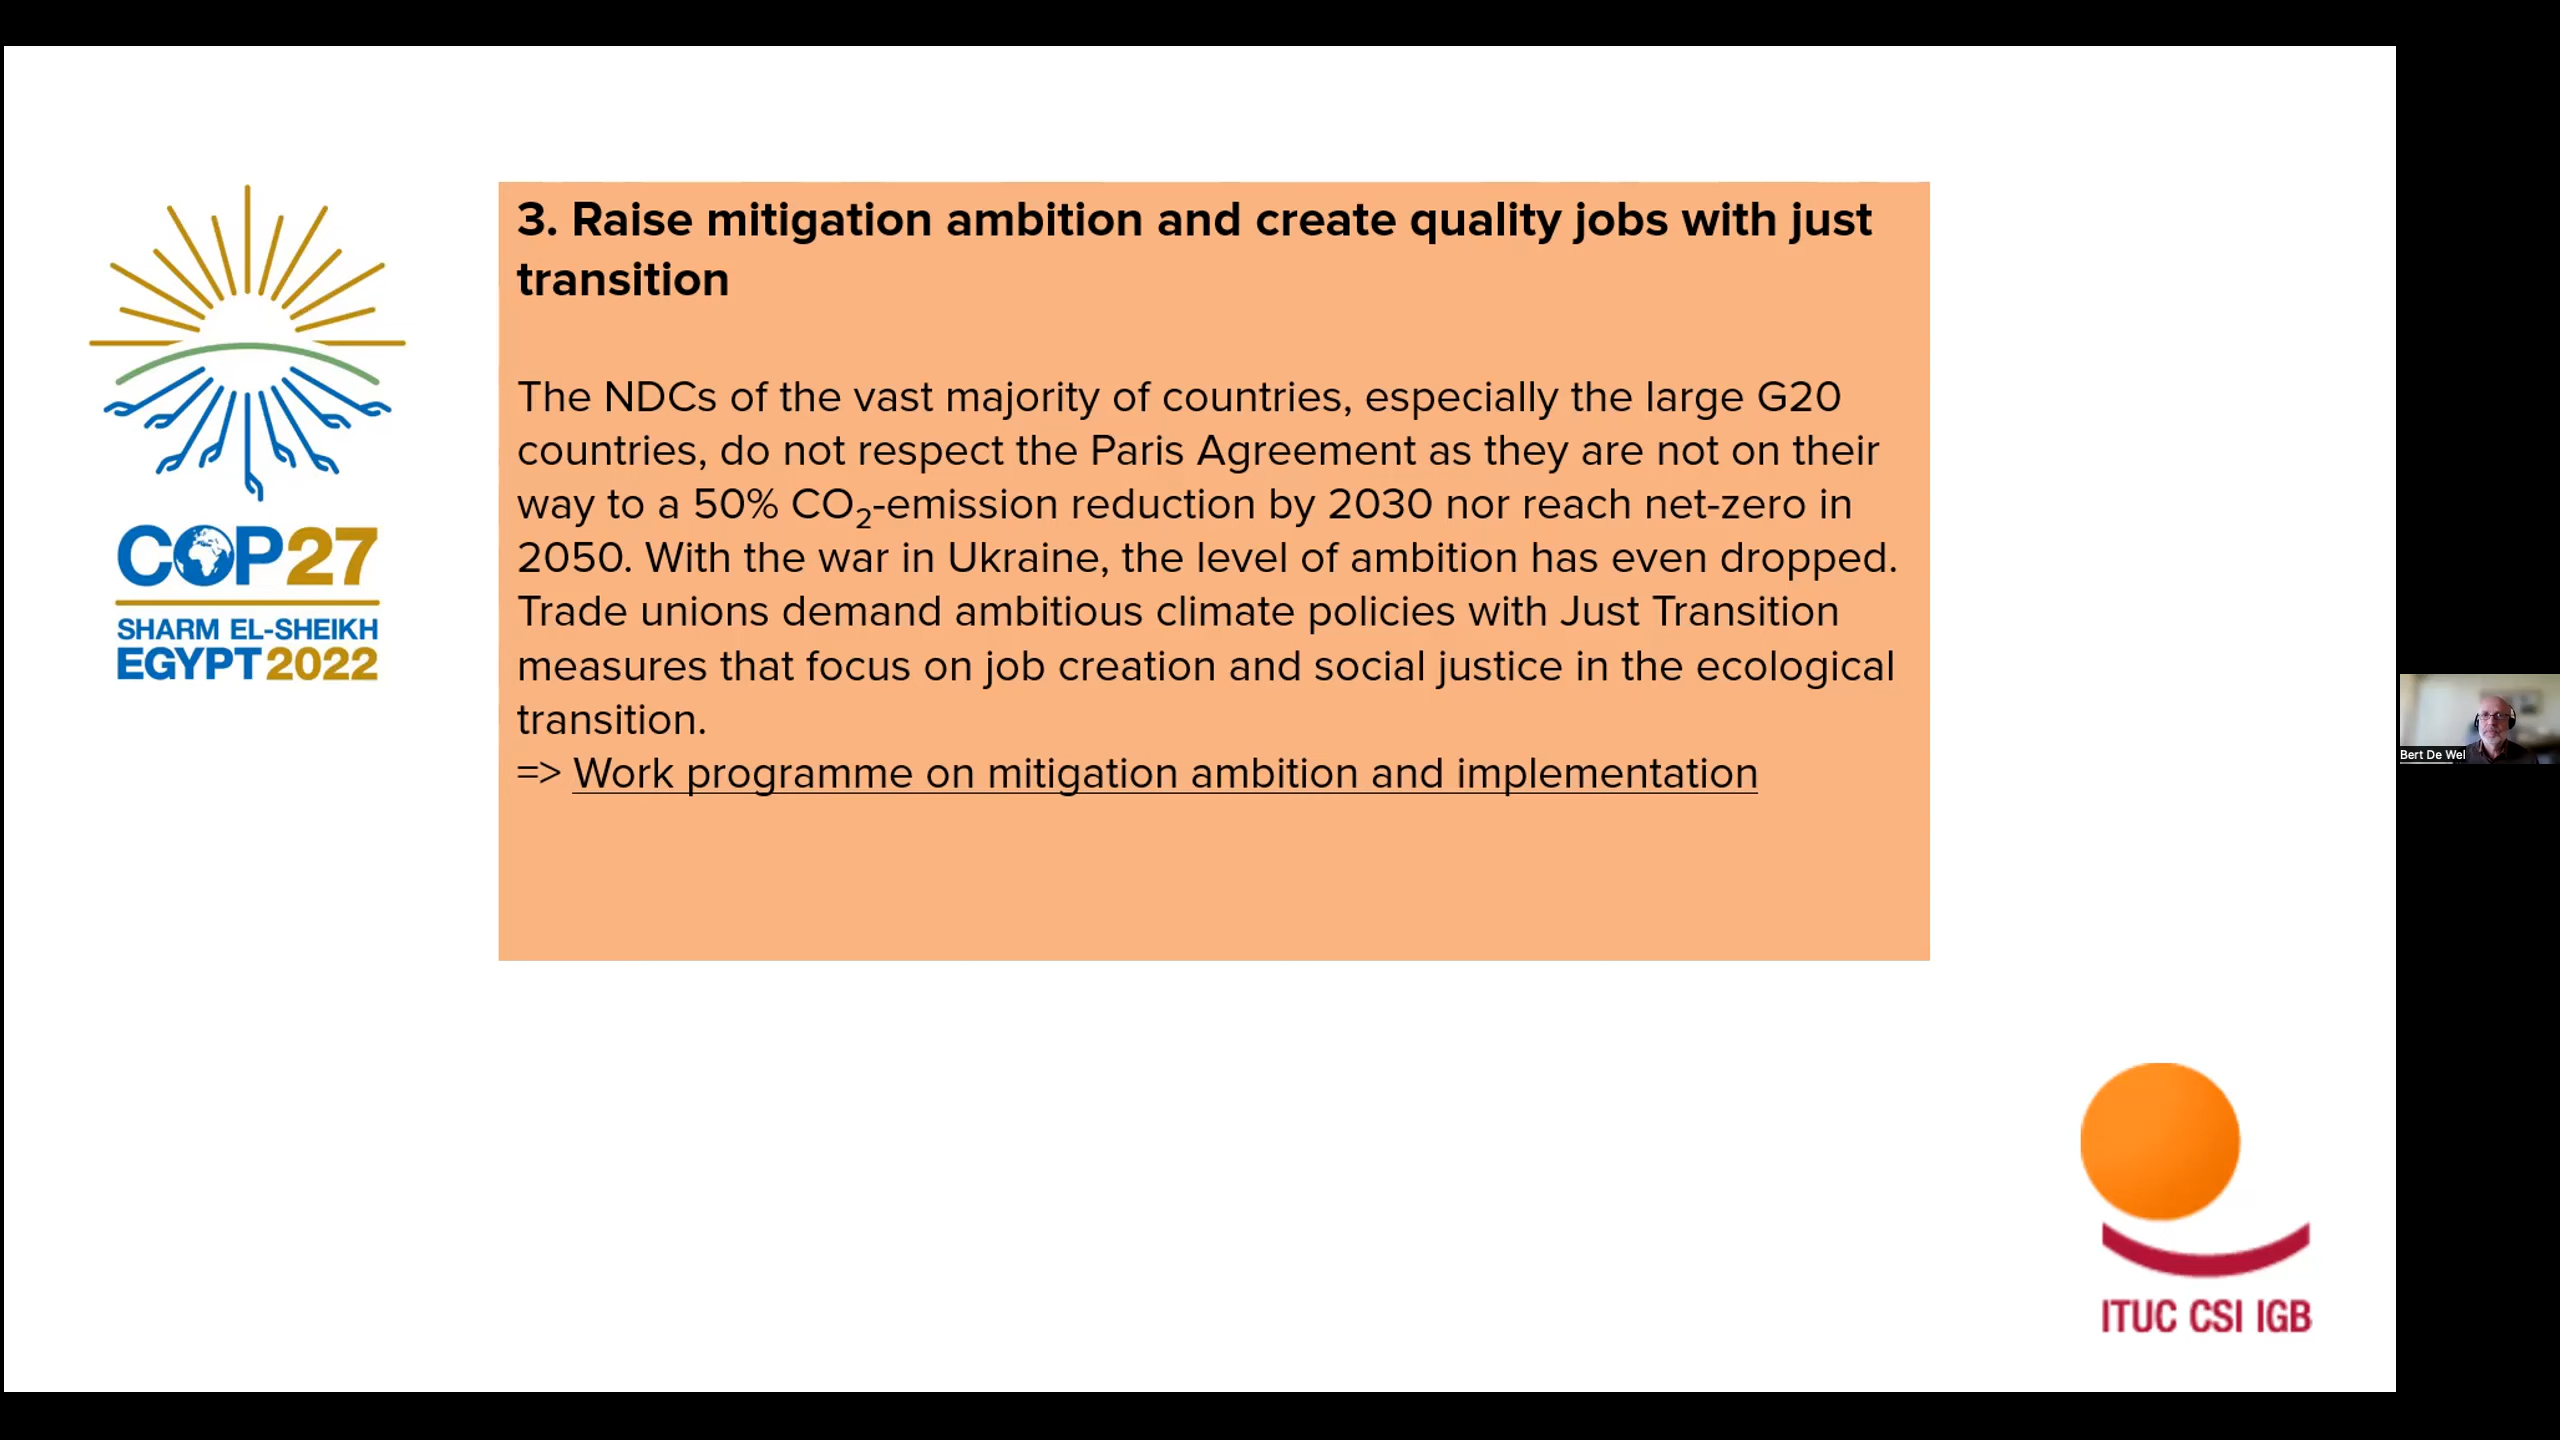 3. Raise mitigation ambition and create quality jobs with just
transition
The NDCs of the vast majority of countries, especially the large G20
countries, do not respect the Paris Agreement as they are not on their
way to a 50% CO₂-emission reduction by 2030 nor reach net-zero in
2050. With the war in Ukraine, the level of ambition has even dropped.
Trade unions demand ambitious climate policies with Just Transition
measures that focus on job creation and social justice in the ecological
transition.
=> Work programme on mitigation ambition and implementation
COP27
SHARM EL-SHEIKH
EGYPT 2022
Bert De Wel
ITUC CSI IGB